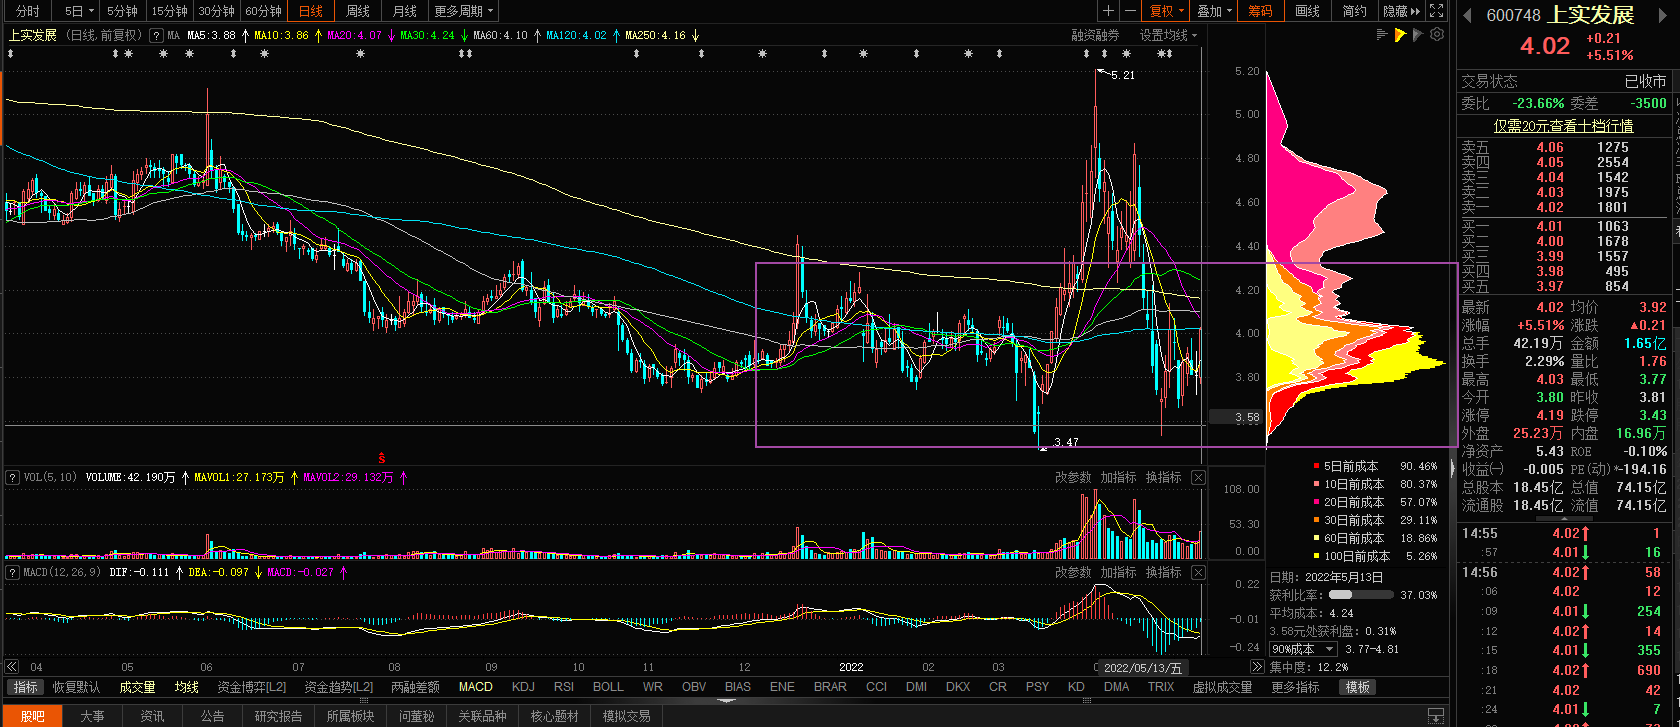 分时 5日 5分钟 15分钟 30分钟 60分钟 日线 周线 月线 更多周期 复权 叠加 筹码 画线 简约 隐藏
上实发展 (日线.前复权) ? MA MA5:3.88 ↑ MA10:3.86 ↑ MA20:4.07 ↓ MA30:4.24 ↓ MA60:4.10 ↑ MA120:4.02 ↑ MA250:4.16 ↓ 融资融券 设置均线
5.20
5.00
4.80
4.60
4.40
4.20
4.00
3.80
3.58
5.21
3.47
S
? VOL(5,10) VOLUME:42.190万 ↑ MAVOL1:27.173万 ↑ MAVOL2:29.132万 ↑ 改参数 加指标 换指标
108.00
53.30
0.00
? MACD(12,26,9) DIF:-0.111 ↑ DEA:-0.097 ↓ MACD:-0.027 ↑ 改参数 加指标 换指标
0.22
-0.01
-0.24
04 05 06 07 08 09 10 11 12 2022 02 03 2022/05/13/五
5日前成本 90.46%
10日前成本 80.37%
20日前成本 57.07%
30日前成本 29.11%
60日前成本 18.86%
100日前成本 5.26%
日期: 2022年5月13日
获利比率: 37.03%
平均成本: 4.24
3.58元处获利盘: 0.31%
90%成本 3.77-4.81
集中度: 12.2%
指标 恢复默认 成交量 均线 资金博弈[L2] 资金趋势[L2] 两融差额 MACD KDJ RSI BOLL WR OBV BIAS ENE BRAR CCI DMI DKX CR PSY KD DMA TRIX 虚拟成交量 更多指标 模板
股吧 大事 资讯 公告 研究报告 所属板块 问董秘 关联品种 核心题材 模拟交易
600748 上实发展
4.02 +0.21
+5.51%
交易状态 已收市
委比 -23.66% 委差 -3500
仅需20元查看十档行情
卖五 4.06 1275
卖四 4.05 2554
卖三 4.04 1542
卖二 4.03 1975
卖一 4.02 1801
买一 4.01 1063
买二 4.00 1678
买三 3.99 1557
买四 3.98 495
买五 3.97 854
最新 4.02 均价 3.92
涨幅 +5.51% 涨跌 ▲0.21
总手 42.19万 金额 1.65亿
换手 2.29% 量比 1.76
最高 4.03 最低 3.77
今开 3.80 昨收 3.81
涨停 4.19 跌停 3.43
外盘 25.23万 内盘 16.96万
净资产 5.43 ROE -0.10%
收益㈠ -0.005 PE(动) -194.16
总股本 18.45亿 总值 74.15亿
流通股 18.45亿 流值 74.15亿
14:55 4.02↑ 1
:57 4.01↓ 16
14:56 4.02↑ 58
:06 4.02 12
:09 4.01↓ 254
:12 4.02↑ 14
:15 4.01↓ 355
:18 4.02↑ 690
:21 4.02 42
:24 4.01↓ 7